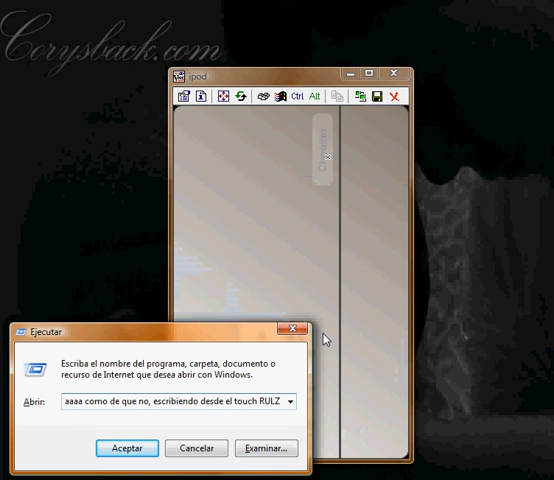 Corysback.com
ipod
Ctrl Alt
Ejecutar
Escriba el nombre del programa, carpeta, documento o
recurso de Internet que desea abrir con Windows.
Abrir: aaaa como de que no, escribiendo desde el touch RULZ
Aceptar Cancelar Examinar...